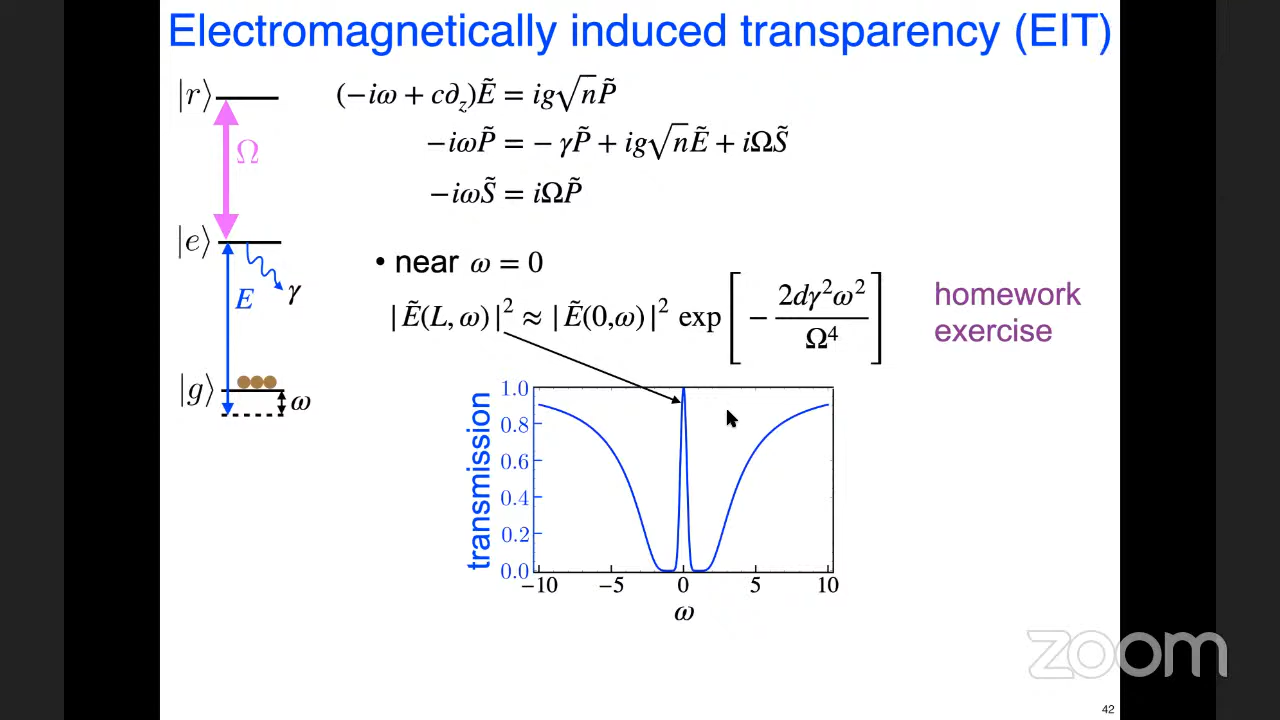 Electromagnetically induced transparency (EIT)
|r⟩
(−iω + c∂_z)Ẽ = ig√n P̃
Ω
−iωP̃ = − γP̃ + ig√n Ẽ + iΩS̃
−iωS̃ = iΩP̃
|e⟩
E
γ
|g⟩
ω
• near ω = 0
|Ẽ(L, ω)|² ≈ |Ẽ(0,ω)|² exp[ − 2dγ²ω² / Ω⁴ ]
homework
exercise
transmission
1.0
0.8
0.6
0.4
0.2
0.0
−10 −5 0 5 10
ω
zoom
42